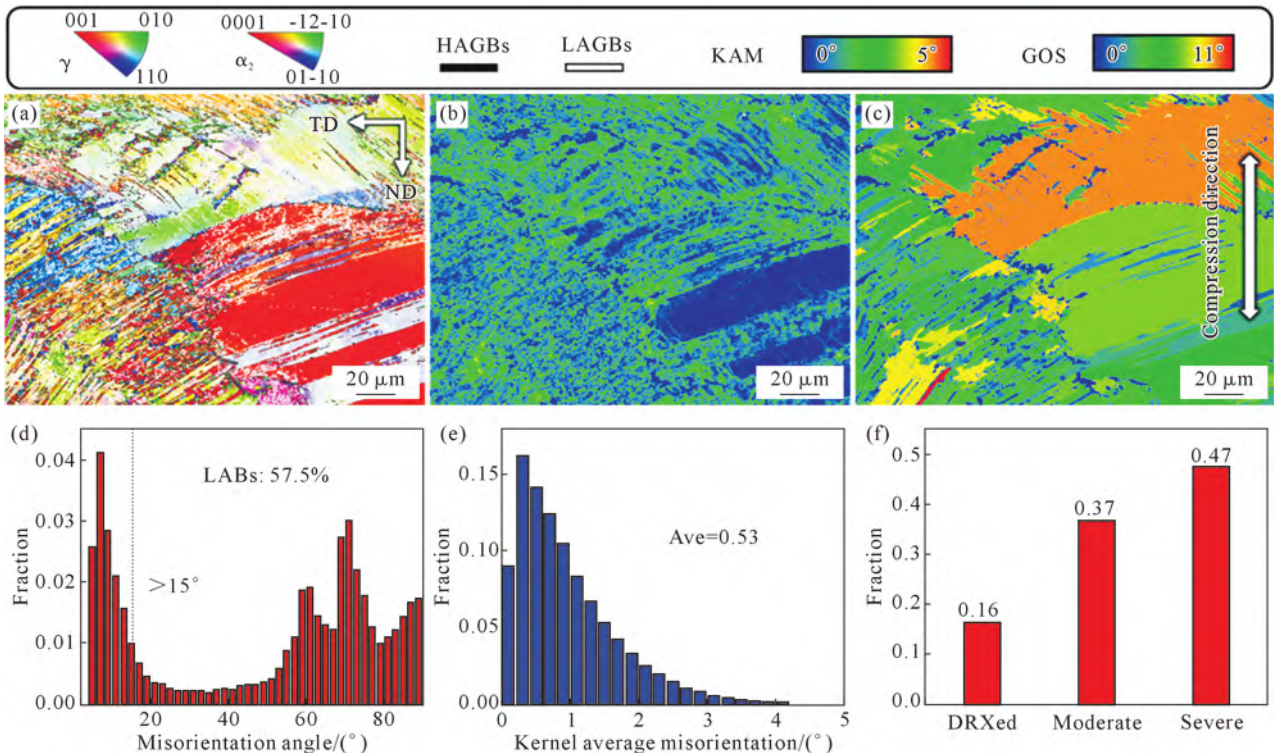 001 010 0001 -12-10
HAGBs LAGBs KAM 0° 5° GOS 0° 11°
γ 110 α₂ 01-10
(a) TD ND 20 μm
(b) 20 μm
(c) Compression direction 20 μm
(d)
0.04
0.03
0.02
0.01
0.00
Fraction
LABs: 57.5%
>15°
20 40 60 80
Misorientation angle/(°)
(e)
0.15
0.10
0.05
0.00
Fraction
Ave=0.53
0 1 2 3 4 5
Kernel average misorientation/(°)
(f)
0.5
0.4
0.3
0.2
0.1
0.0
Fraction
0.16 0.37 0.47
DRXed Moderate Severe